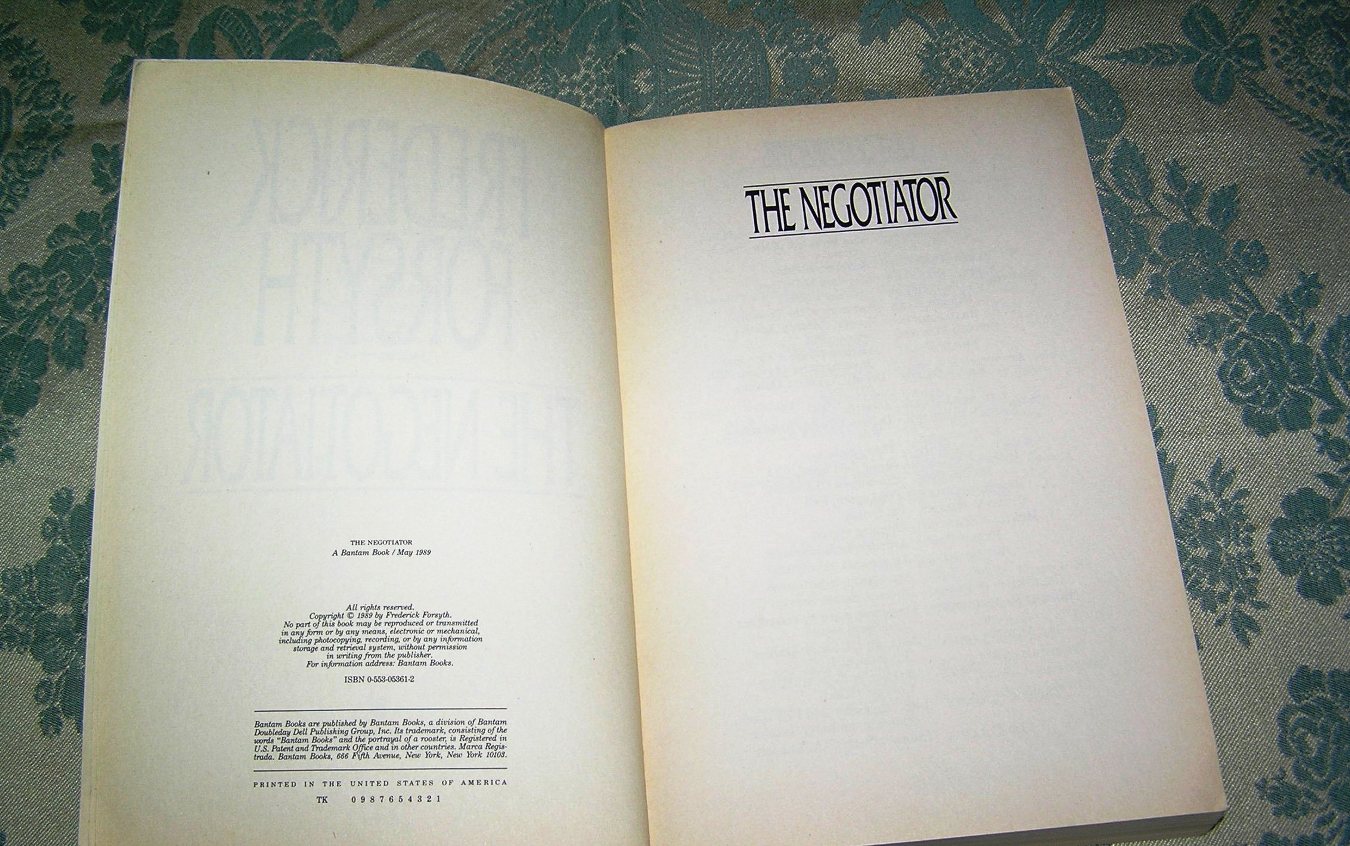 FREDERICK
FORSYTH
THE NEGOTIATOR
THE NEGOTIATOR
A Bantam Book / May 1989
All rights reserved.
Copyright © 1989 by Frederick Forsyth.
No part of this book may be reproduced or transmitted
in any form or by any means, electronic or mechanical,
including photocopying, recording, or by any information
storage and retrieval system, without permission
in writing from the publisher.
For information address: Bantam Books.
ISBN 0-553-05361-2
Bantam Books are published by Bantam Books, a division of Bantam
Doubleday Dell Publishing Group, Inc. Its trademark, consisting of the
words "Bantam Books" and the portrayal of a rooster, is Registered in
U.S. Patent and Trademark Office and in other countries. Marca Regis-
trada. Bantam Books, 666 Fifth Avenue, New York, New York 10103.
PRINTED IN THE UNITED STATES OF AMERICA
TK 0 9 8 7 6 5 4 3 2 1
THE NEGOTIATOR